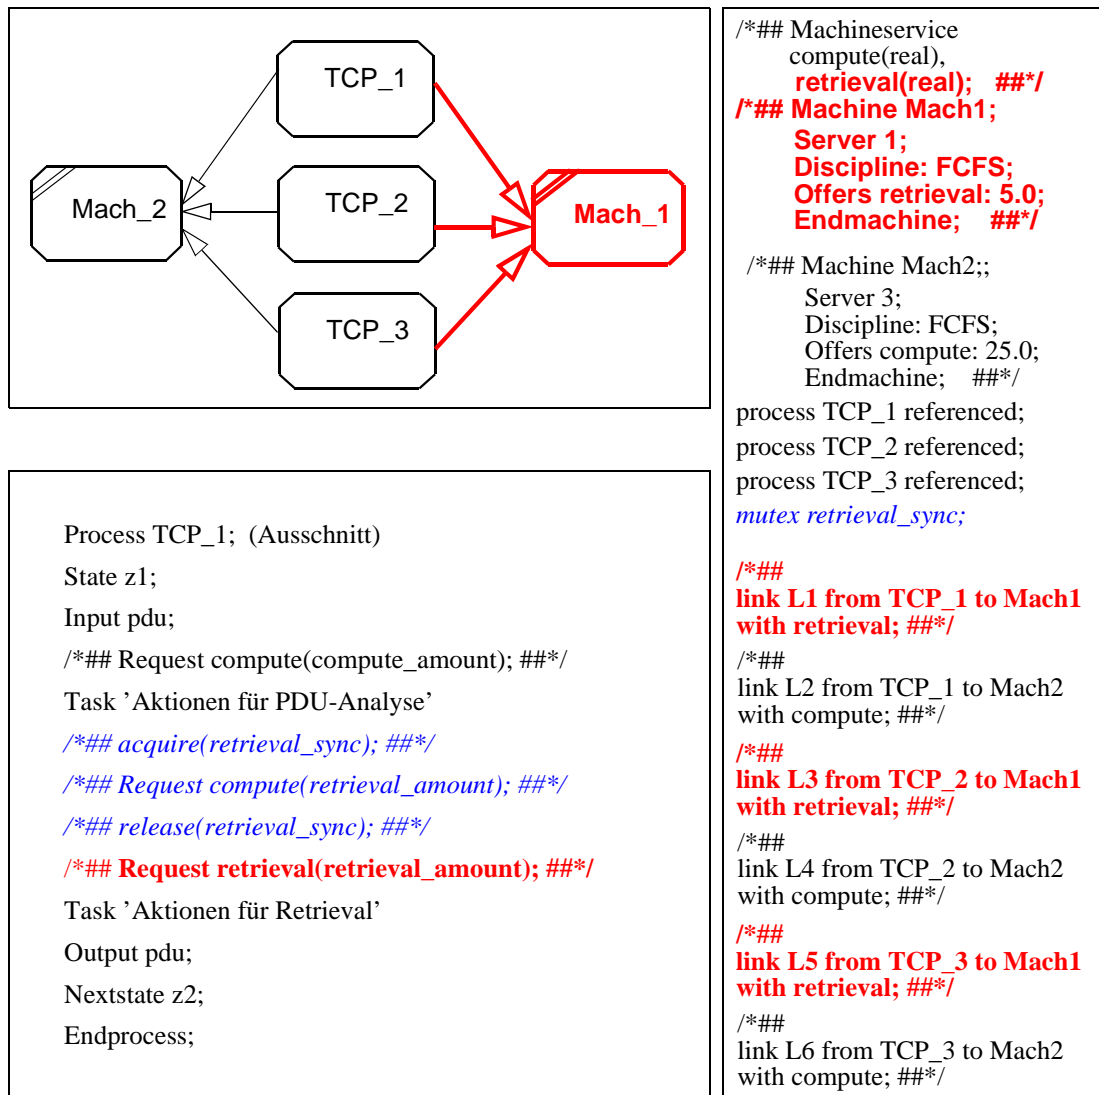 TCP_1
Mach_2
TCP_2
Mach_1
TCP_3
Process TCP_1;  (Ausschnitt)
State z1;
Input pdu;
/*## Request compute(compute_amount); ##*/
Task ’Aktionen für PDU-Analyse’
/*## acquire(retrieval_sync); ##*/
/*## Request compute(retrieval_amount); ##*/
/*## release(retrieval_sync); ##*/
/*## Request retrieval(retrieval_amount); ##*/
Task ’Aktionen für Retrieval’
Output pdu;
Nextstate z2;
Endprocess;
/*## Machineservice
compute(real),
retrieval(real);   ##*/
/*## Machine Mach1;
Server 1;
Discipline: FCFS;
Offers retrieval: 5.0;
Endmachine;    ##*/
/*## Machine Mach2;;
Server 3;
Discipline: FCFS;
Offers compute: 25.0;
Endmachine;    ##*/
process TCP_1 referenced;
process TCP_2 referenced;
process TCP_3 referenced;
mutex retrieval_sync;
/*##
link L1 from TCP_1 to Mach1
with retrieval; ##*/
/*##
link L2 from TCP_1 to Mach2
with compute; ##*/
/*##
link L3 from TCP_2 to Mach1
with retrieval; ##*/
/*##
link L4 from TCP_2 to Mach2
with compute; ##*/
/*##
link L5 from TCP_3 to Mach1
with retrieval; ##*/
/*##
link L6 from TCP_3 to Mach2
with compute; ##*/